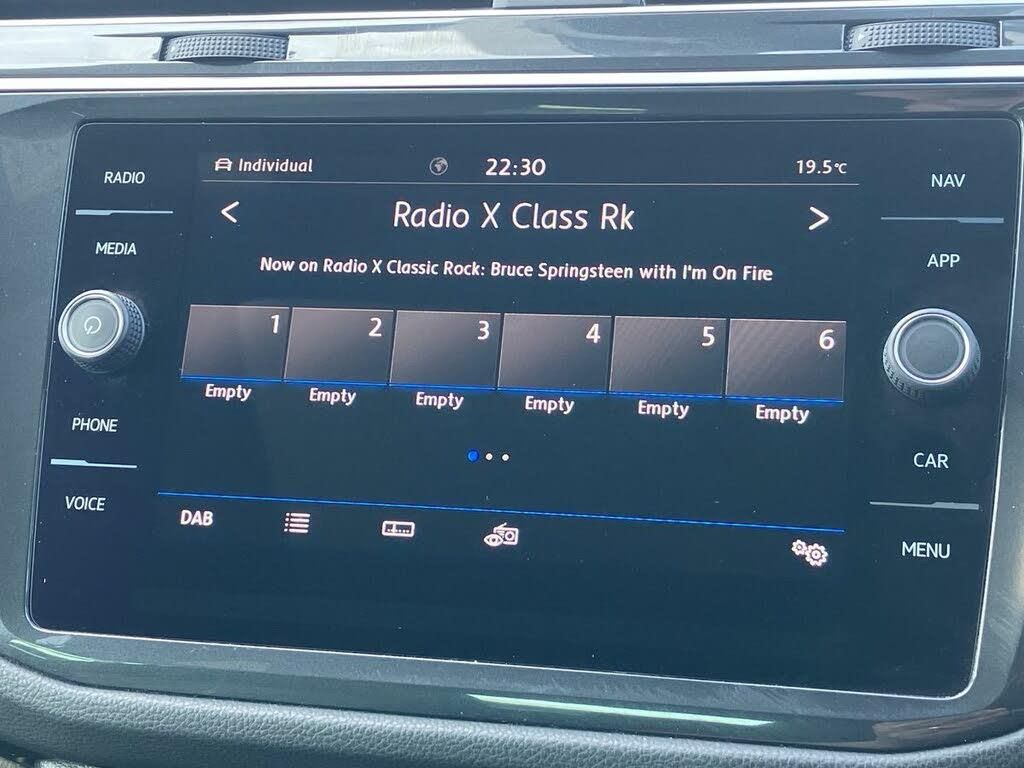 RADIO
MEDIA
PHONE
VOICE
Individual 22:30 19.5°C
< Radio X Class Rk >
Now on Radio X Classic Rock: Bruce Springsteen with I'm On Fire
1 2 3 4 5 6
Empty Empty Empty Empty Empty Empty
DAB
NAV
APP
CAR
MENU